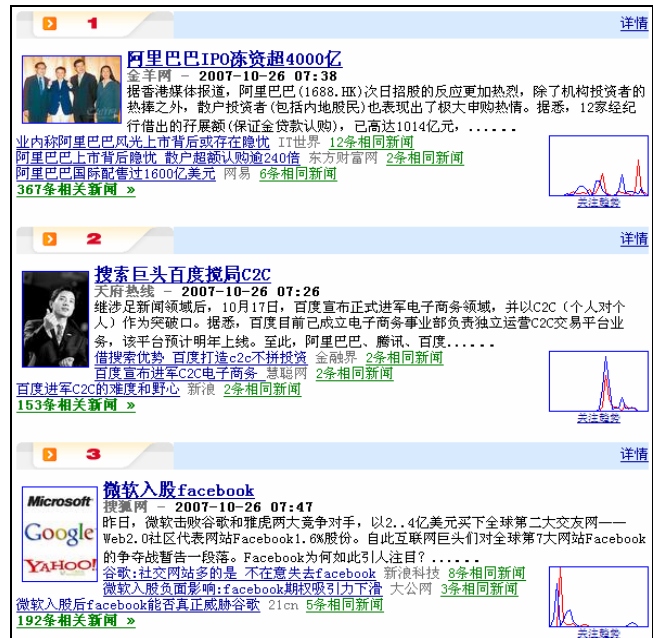 1 详情
阿里巴巴IPO冻资超4000亿
金羊网 - 2007-10-26 07:38
据香港媒体报道，阿里巴巴(1688.HK)次日招股的反应更加热烈，除了机构投资者的
热捧之外，散户投资者(包括内地股民)也表现出了极大申购热情。据悉，12家经纪
行借出的孖展额(保证金贷款认购)，已高达1014亿元，......
业内称阿里巴巴风光上市背后或存在隐忧 IT世界 12条相同新闻
阿里巴巴上市背后隐忧 散户超额认购逾240倍 东方财富网 2条相同新闻
阿里巴巴国际配售过1600亿美元 网易 6条相同新闻
367条相关新闻 »
关注趋势
2 详情
搜索巨头百度搅局C2C
天府热线 - 2007-10-26 07:26
继涉足新闻领域后，10月17日，百度宣布正式进军电子商务领域，并以C2C（个人对个
人）作为突破口。据悉，百度目前已成立电子商务事业部负责独立运营C2C交易平台业
务，该平台预计明年上线。至此，阿里巴巴、腾讯、百度......
借搜索优势 百度打造c2c不拼投资 金融界 2条相同新闻
百度宣布进军C2C电子商务 慧聪网 2条相同新闻
百度进军C2C的难度和野心 新浪 2条相同新闻
153条相关新闻 »
关注趋势
3 详情
微软入股facebook
搜狐网 - 2007-10-26 07:47
Microsoft
Google
YAHOO!
昨日，微软击败谷歌和雅虎两大竞争对手，以2..4亿美元买下全球第二大交友网——
Web2.0社区代表网站Facebook1.6%股份。自此互联网巨头们对全球第7大网站Facebook
的争夺战暂告一段落。Facebook为何如此引人注目？......
谷歌:社交网站多的是 不在意失去facebook 新浪科技 8条相同新闻
微软入股负面影响:facebook期权吸引力下滑 大公网 3条相同新闻
微软入股后facebook能否真正威胁谷歌 21cn 5条相同新闻
192条相关新闻 »
关注趋势